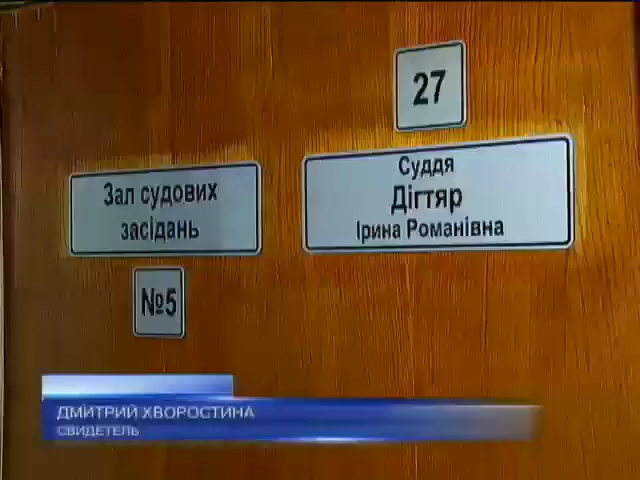 27
Зал судових
засідань
№5
Суддя
Дігтяр
Ірина Романівна
ДМИТРИЙ ХВОРОСТИНА
СВИДЕТЕЛЬ